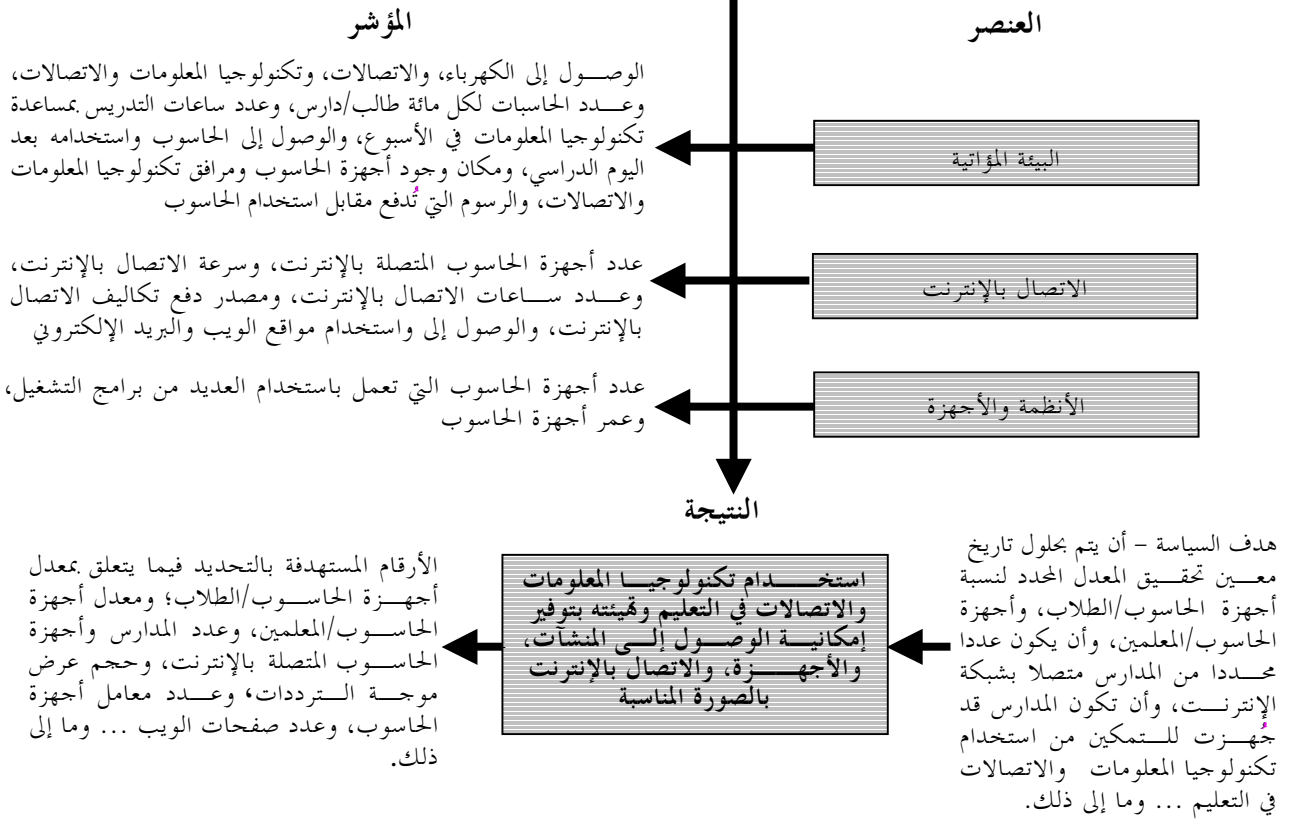 العنصر
المؤشر
البيئة المؤاتية
الوصول إلى الكهرباء، والاتصالات، وتكنولوجيا المعلومات والاتصالات،
وعدد الحاسبات لكل مائة طالب/دارس، وعدد ساعات التدريس بمساعدة
تكنولوجيا المعلومات في الأسبوع، والوصول إلى الحاسوب واستخدامه بعد
اليوم الدراسي، ومكان وجود أجهزة الحاسوب ومرافق تكنولوجيا المعلومات
والاتصالات، والرسوم التي تُدفع مقابل استخدام الحاسوب
الاتصال بالإنترنت
عدد أجهزة الحاسوب المتصلة بالإنترنت، وسرعة الاتصال بالإنترنت،
وعدد ساعات الاتصال بالإنترنت، ومصدر دفع تكاليف الاتصال
بالإنترنت، والوصول إلى واستخدام مواقع الويب والبريد الإلكتروني
الأنظمة والأجهزة
عدد أجهزة الحاسوب التي تعمل باستخدام العديد من برامج التشغيل،
وعمر أجهزة الحاسوب
النتيجة
هدف السياسة – أن يتم بحلول تاريخ
معين تحقيق المعدل المحدد لنسبة
أجهزة الحاسوب/الطلاب، وأجهزة
الحاسوب/المعلمين، وأن يكون عددا
محددا من المدارس متصلا بشبكة
الإنترنت، وأن تكون المدارس قد
جُهزت للتمكين من استخدام
تكنولوجيا المعلومات والاتصالات
في التعليم ... وما إلى ذلك.
استخدام تكنولوجيا المعلومات
والاتصالات في التعليم وتهيئته بتوفير
إمكانية الوصول إلى المنشآت،
والأجهزة، والاتصال بالإنترنت
بالصورة المناسبة
الأرقام المستهدفة بالتحديد فيما يتعلق بمعدل
أجهزة الحاسوب/الطلاب؛ ومعدل أجهزة
الحاسوب/المعلمين، وعدد المدارس وأجهزة
الحاسوب المتصلة بالإنترنت، وحجم عرض
موجة الترددات، وعدد معامل أجهزة
الحاسوب، وعدد صفحات الويب ... وما إلى
ذلك.